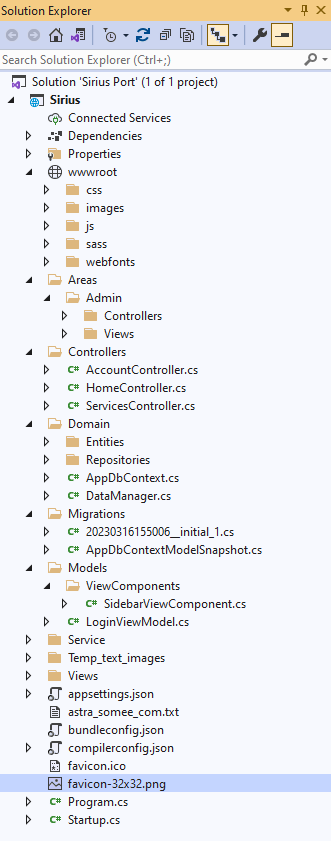 Solution Explorer
Search Solution Explorer (Ctrl+;)
Solution 'Sirius Port' (1 of 1 project)
Sirius
Connected Services
Dependencies
Properties
wwwroot
css
images
js
sass
webfonts
Areas
Admin
Controllers
Views
Controllers
C# AccountController.cs
C# HomeController.cs
C# ServicesController.cs
Domain
Entities
Repositories
C# AppDbContext.cs
C# DataManager.cs
Migrations
C# 20230316155006__initial_1.cs
C# AppDbContextModelSnapshot.cs
Models
ViewComponents
C# SidebarViewComponent.cs
C# LoginViewModel.cs
Service
Temp_text_images
Views
appsettings.json
astra_somee_com.txt
bundleconfig.json
compilerconfig.json
favicon.ico
favicon-32x32.png
C# Program.cs
C# Startup.cs